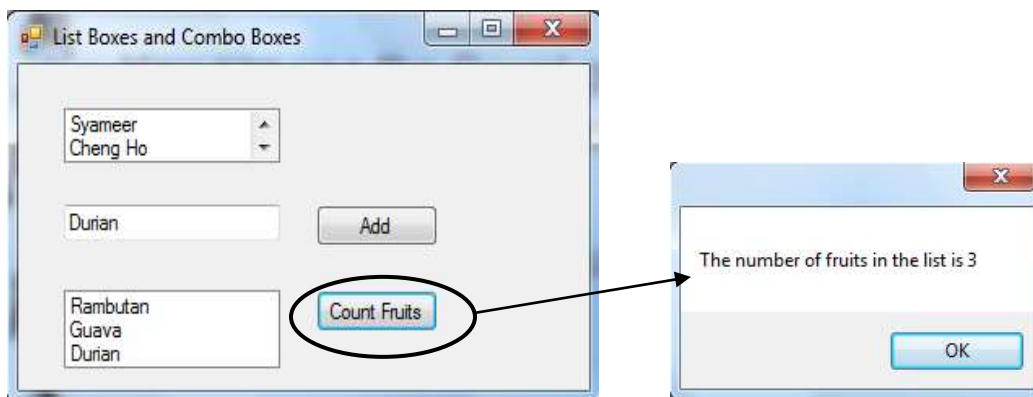 List Boxes and Combo Boxes
Syameer
Cheng Ho
Durian
Add
Rambutan
Guava
Durian
Count Fruits
The number of fruits in the list is 3
OK